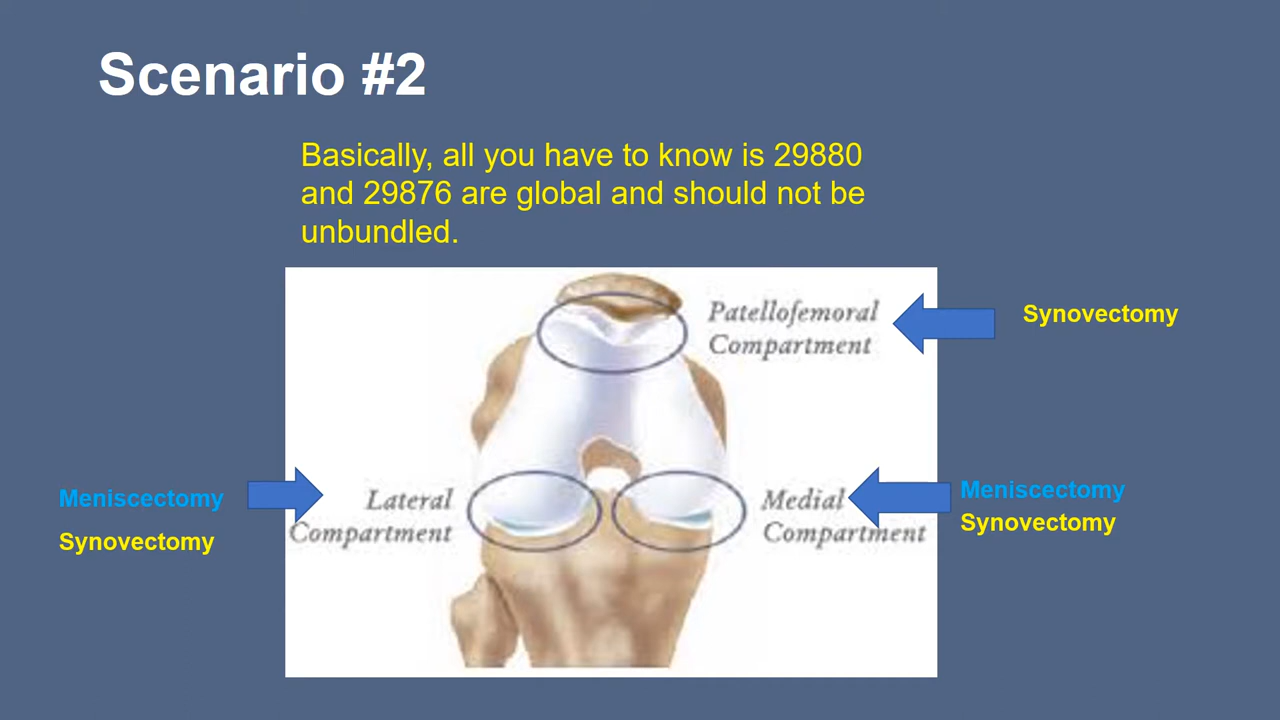 Scenario #2
Basically, all you have to know is 29880
and 29876 are global and should not be
unbundled.
Patellofemoral
Compartment
Synovectomy
Meniscectomy
Synovectomy
Lateral
Compartment
Medial
Compartment
Meniscectomy
Synovectomy